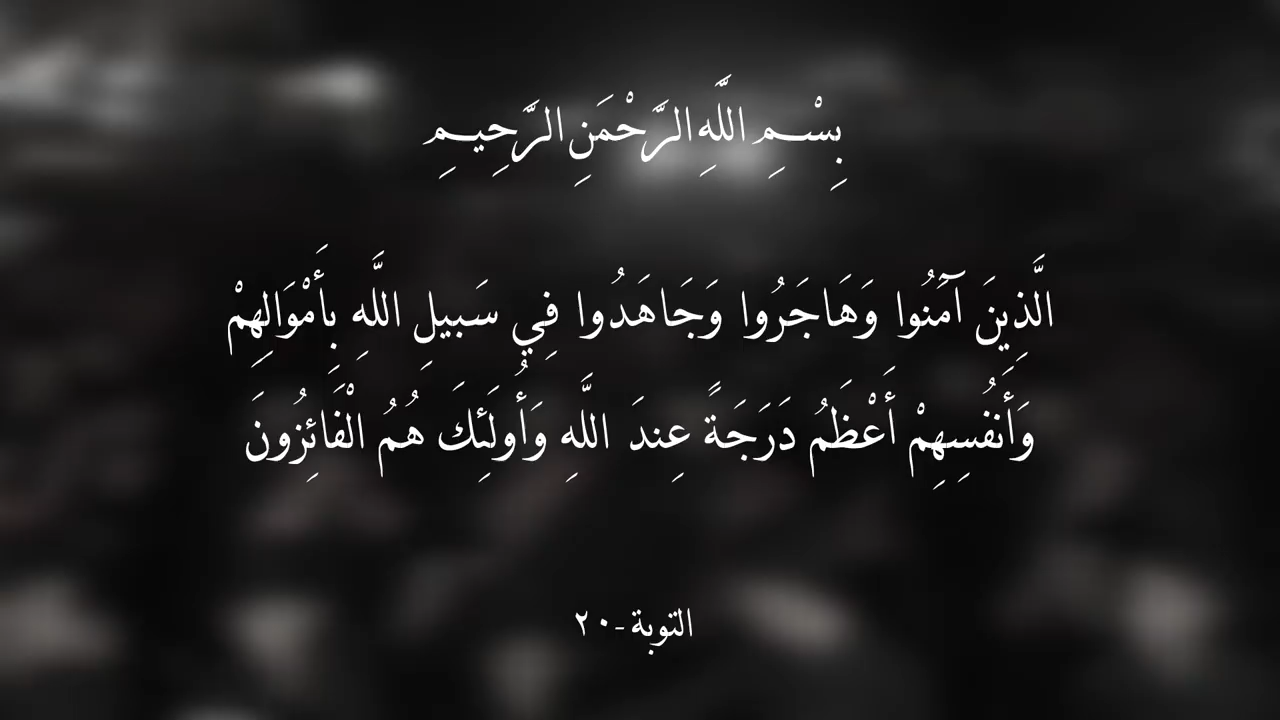 بِسْمِ اللَّهِ الرَّحْمَنِ الرَّحِيمِ
الَّذِينَ آمَنُوا وَهَاجَرُوا وَجَاهَدُوا فِي سَبِيلِ اللَّهِ بِأَمْوَالِهِمْ
وَأَنفُسِهِمْ أَعْظَمُ دَرَجَةً عِندَ اللَّهِ وَأُولَئِكَ هُمُ الْفَائِزُونَ
التوبة - ٢٠